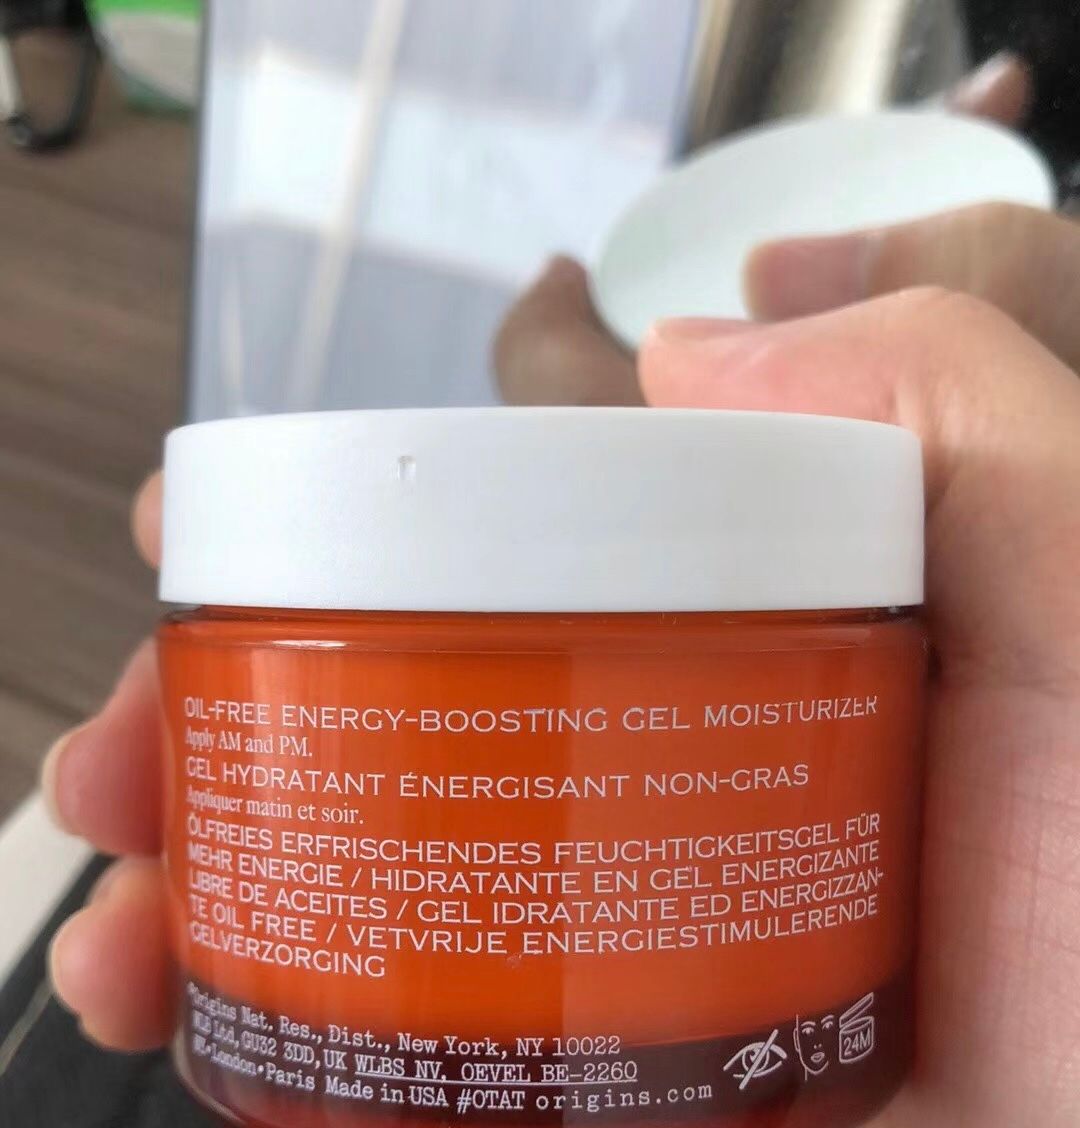 OIL-FREE ENERGY-BOOSTING GEL MOISTURIZER
Apply AM and PM.
GEL HYDRATANT ÉNERGISANT NON-GRAS
Appliquer matin et soir.
ÖLFREIES ERFRISCHENDES FEUCHTIGKEITSGEL FÜR
MEHR ENERGIE / HIDRATANTE EN GEL ENERGIZANTE
LIBRE DE ACEITES / GEL IDRATANTE ED ENERGIZZAN-
TE OIL FREE / VETVRIJE ENERGIESTIMULERENDE
GELVERZORGING
Origins Nat. Res., Dist., New York, NY 10022
Ltd, GU32 3DD, UK WLBS NV, OEVEL BE-2260
NY•London•Paris Made in USA #OTAT origins.com
24M